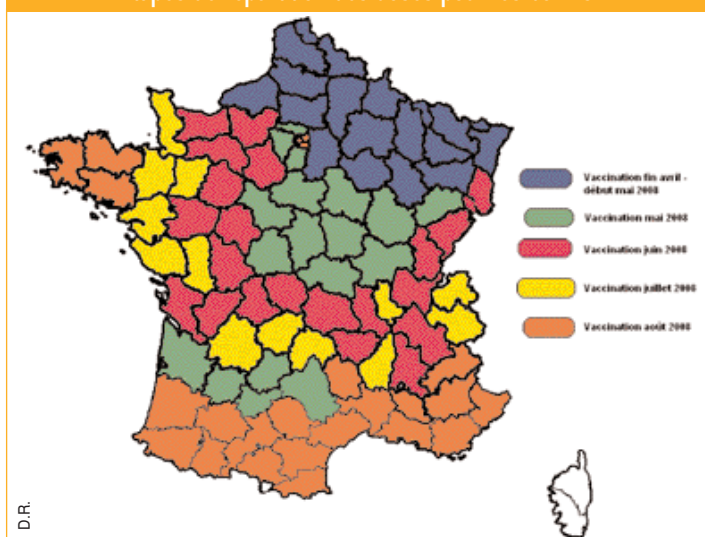 Vaccination fin avril -
début mai 2008
Vaccination mai 2008
Vaccination juin 2008
Vaccination juillet 2008
Vaccination août 2008
D.R.